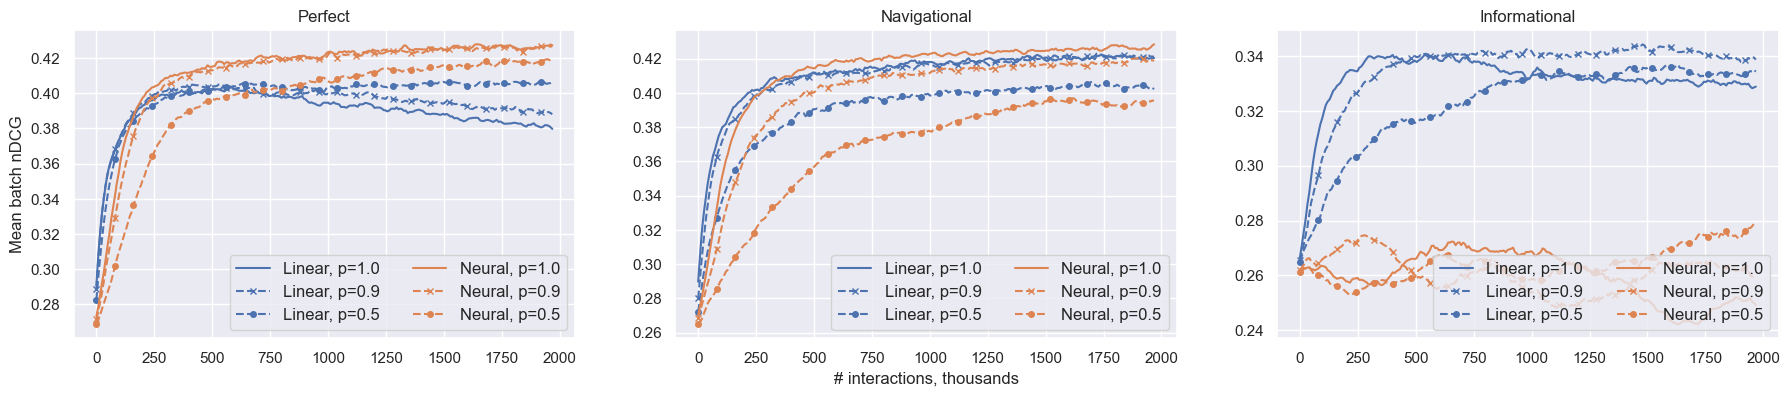 Perfect
Mean batch nDCG
0.42
0.40
0.38
0.36
0.34
0.32
0.30
0.28
0 250 500 750 1000 1250 1500 1750 2000
Linear, p=1.0 Neural, p=1.0
Linear, p=0.9 Neural, p=0.9
Linear, p=0.5 Neural, p=0.5
Navigational
0.42
0.40
0.38
0.36
0.34
0.32
0.30
0.28
0.26
0 250 500 750 1000 1250 1500 1750 2000
# interactions, thousands
Linear, p=1.0 Neural, p=1.0
Linear, p=0.9 Neural, p=0.9
Linear, p=0.5 Neural, p=0.5
Informational
0.34
0.32
0.30
0.28
0.26
0.24
0 250 500 750 1000 1250 1500 1750 2000
Linear, p=1.0 Neural, p=1.0
Linear, p=0.9 Neural, p=0.9
Linear, p=0.5 Neural, p=0.5